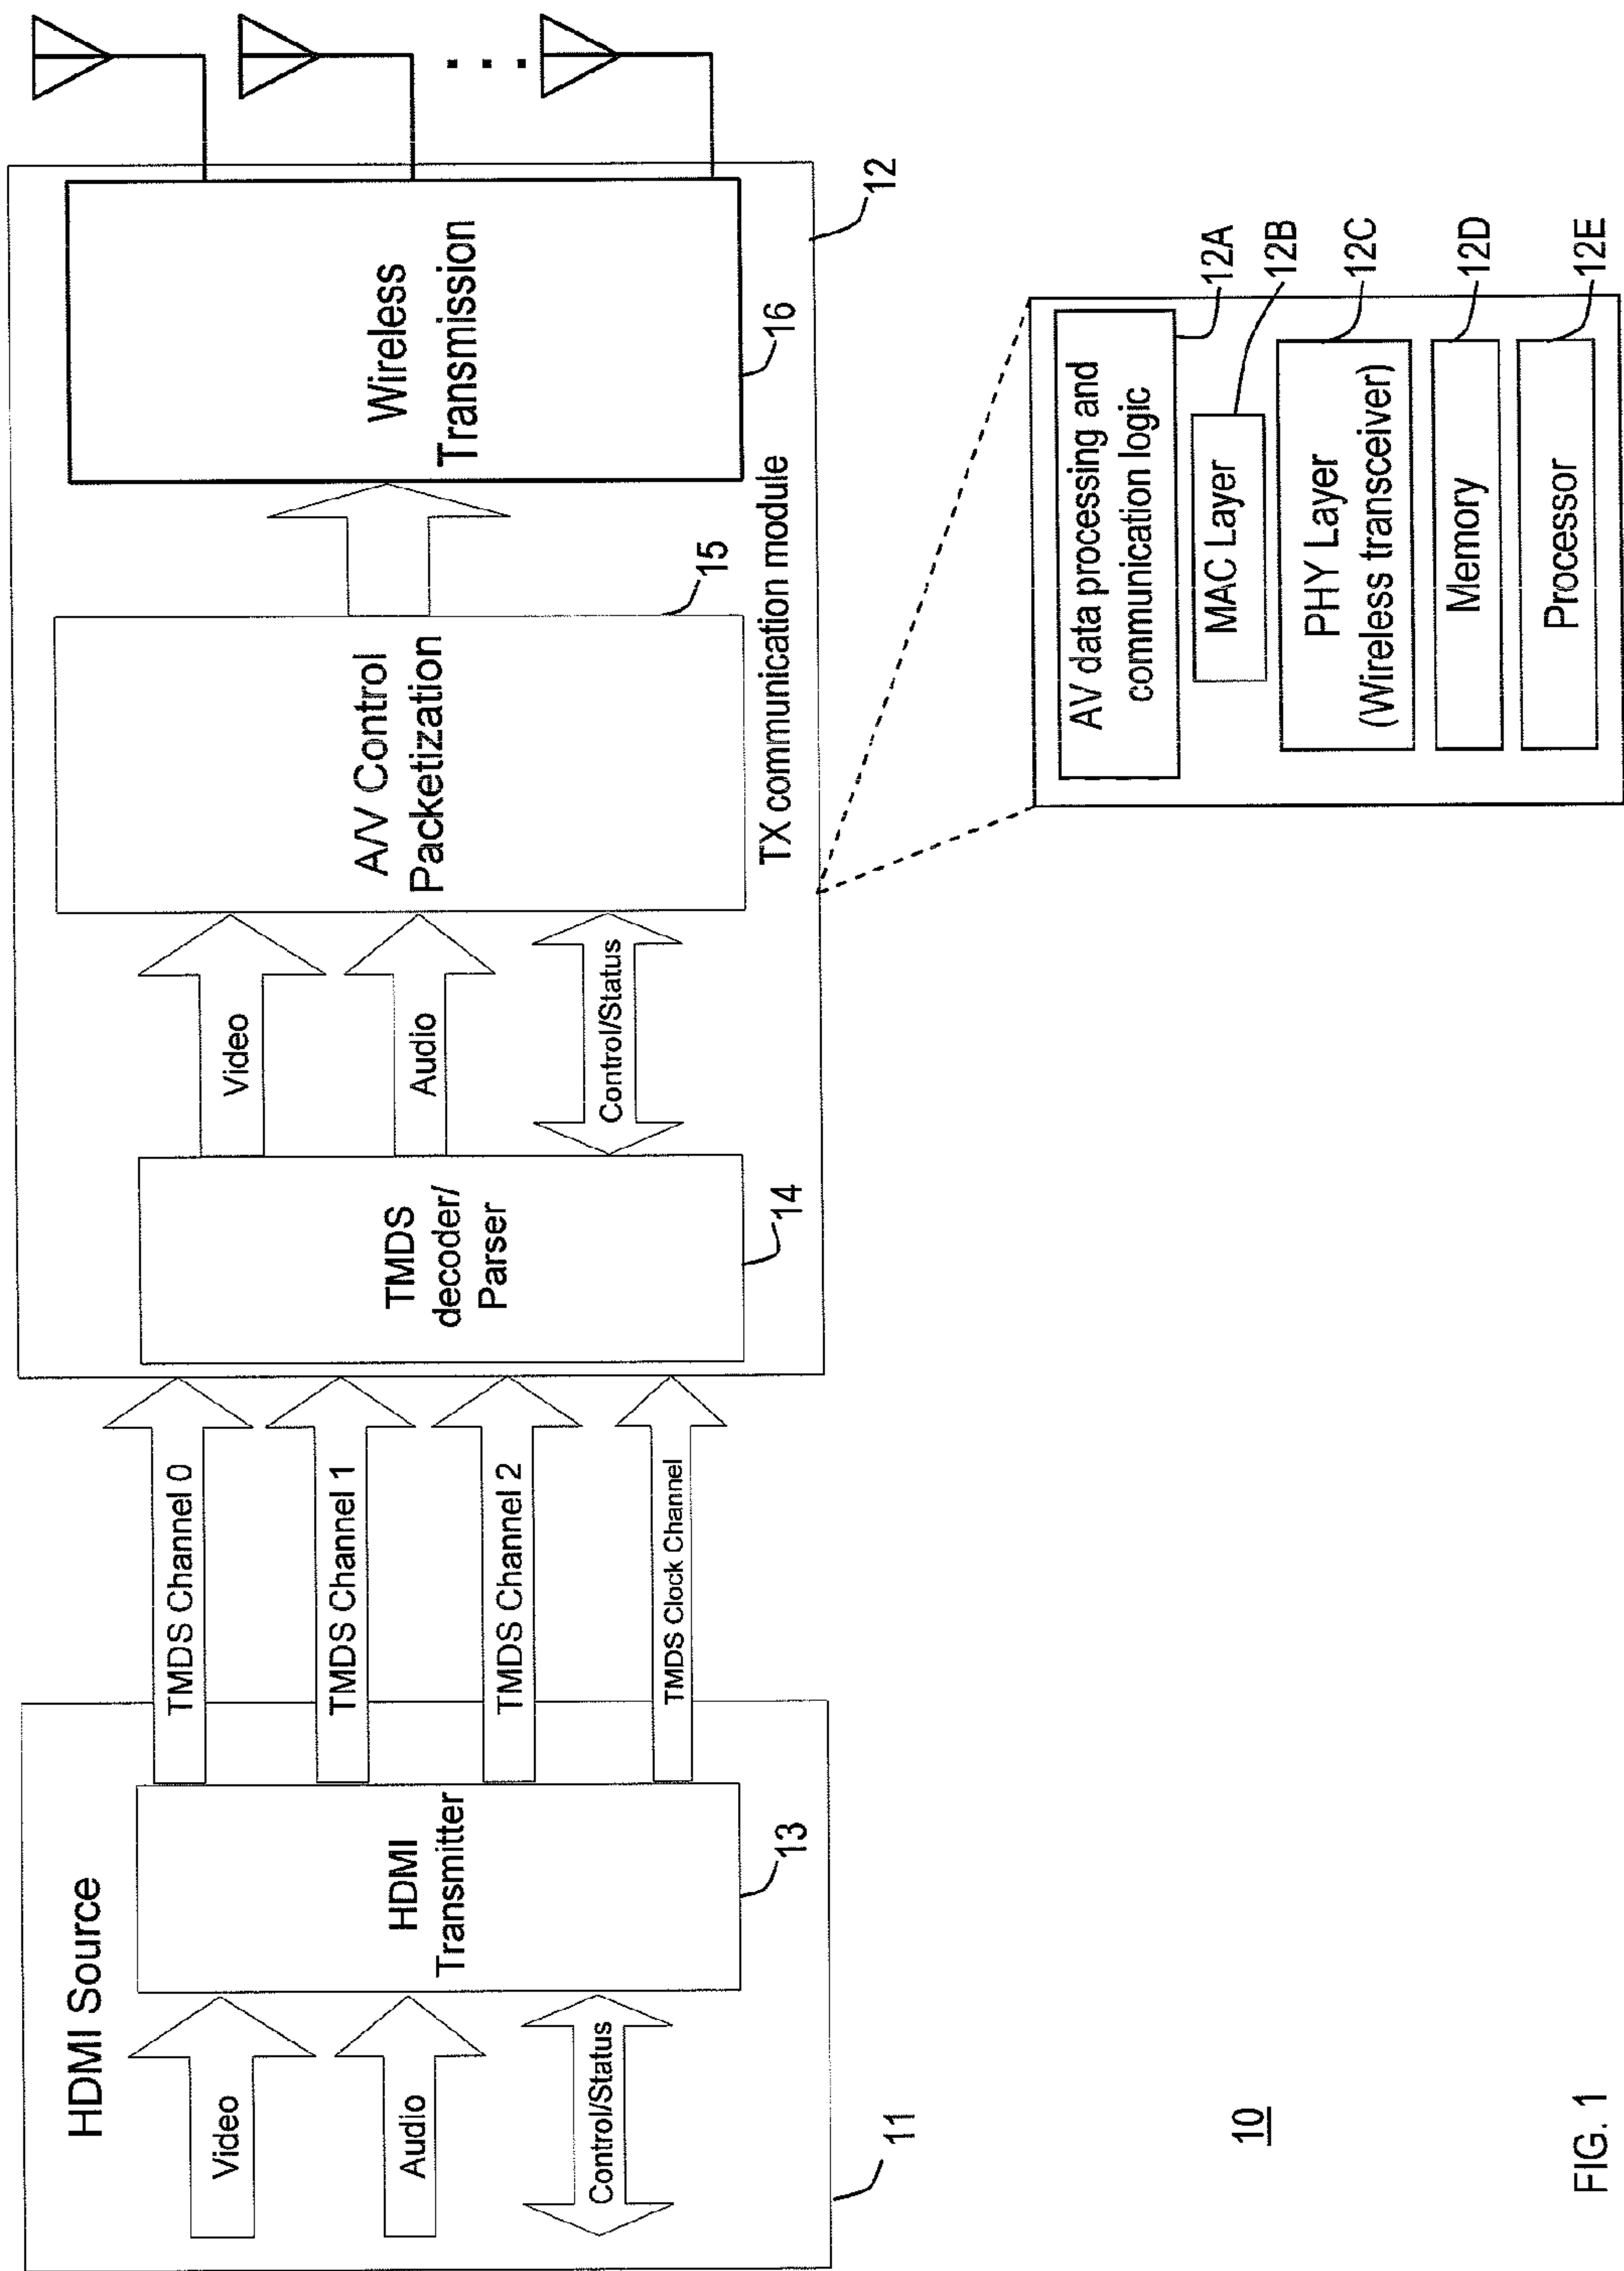 HDMI Source
Video
Audio
Control/Status
HDMI
Transmitter
13
11
TMDS Channel 0
TMDS Channel 1
TMDS Channel 2
TMDS Clock Channel
TMDS
decoder/
Parser
14
Video
Audio
Control/Status
A/V Control
Packetization
15
TX communication module
Wireless
Transmission
16
12
AV data processing and
communication logic
12A
MAC Layer
12B
PHY Layer
(Wireless transceiver)
12C
Memory
12D
Processor
12E
10
FIG. 1